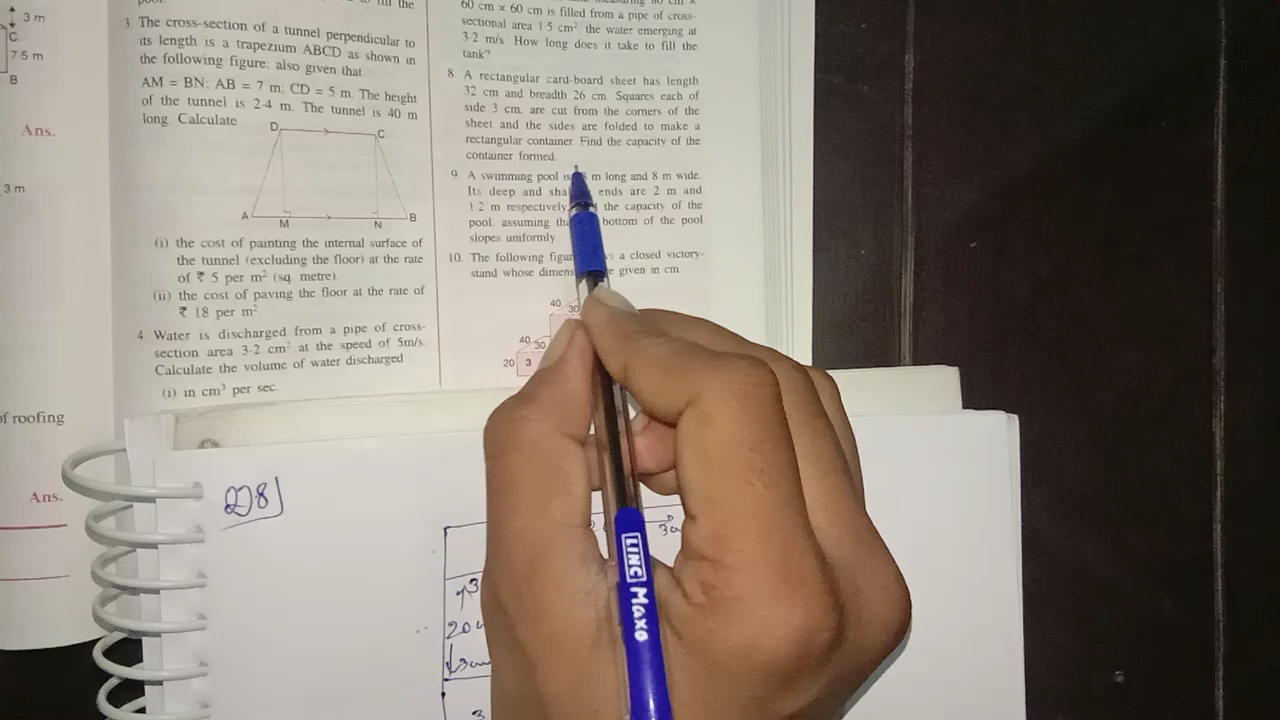 3 m
C
7·5 m
B
Ans.
3 m
of roofing
Ans.
the
3. The cross-section of a tunnel perpendicular to
its length is a trapezium ABCD as shown in
the following figure; also given that
AM = BN; AB = 7 m; CD = 5 m. The height
of the tunnel is 2·4 m. The tunnel is 40 m
long. Calculate
D
C
A
M
N
B
(i) the cost of painting the internal surface of
the tunnel (excluding the floor) at the rate
of ₹ 5 per m² (sq. metre).
(ii) the cost of paving the floor at the rate of
₹ 18 per m²
4. Water is discharged from a pipe of cross-
section area 3·2 cm² at the speed of 5m/s.
Calculate the volume of water discharged
(i) in cm³ per sec.
60 cm × 60 cm is filled from a pipe of cross-
sectional area 1·5 cm², the water emerging at
3·2 m/s. How long does it take to fill the
tank?
8. A rectangular card-board sheet has length
32 cm and breadth 26 cm. Squares each of
side 3 cm, are cut from the corners of the
sheet and the sides are folded to make a
rectangular container. Find the capacity of the
container formed.
9. A swimming pool is m long and 8 m wide.
Its deep and ends are 2 m and
1·2 m respectively. the capacity of the
pool, assuming bottom of the pool
slopes uniformly.
10. The following a closed victory-
stand whose given in cm.
40
30
40
30
20
3
Q8]
3c
20
3cm
3
LINC Maxo